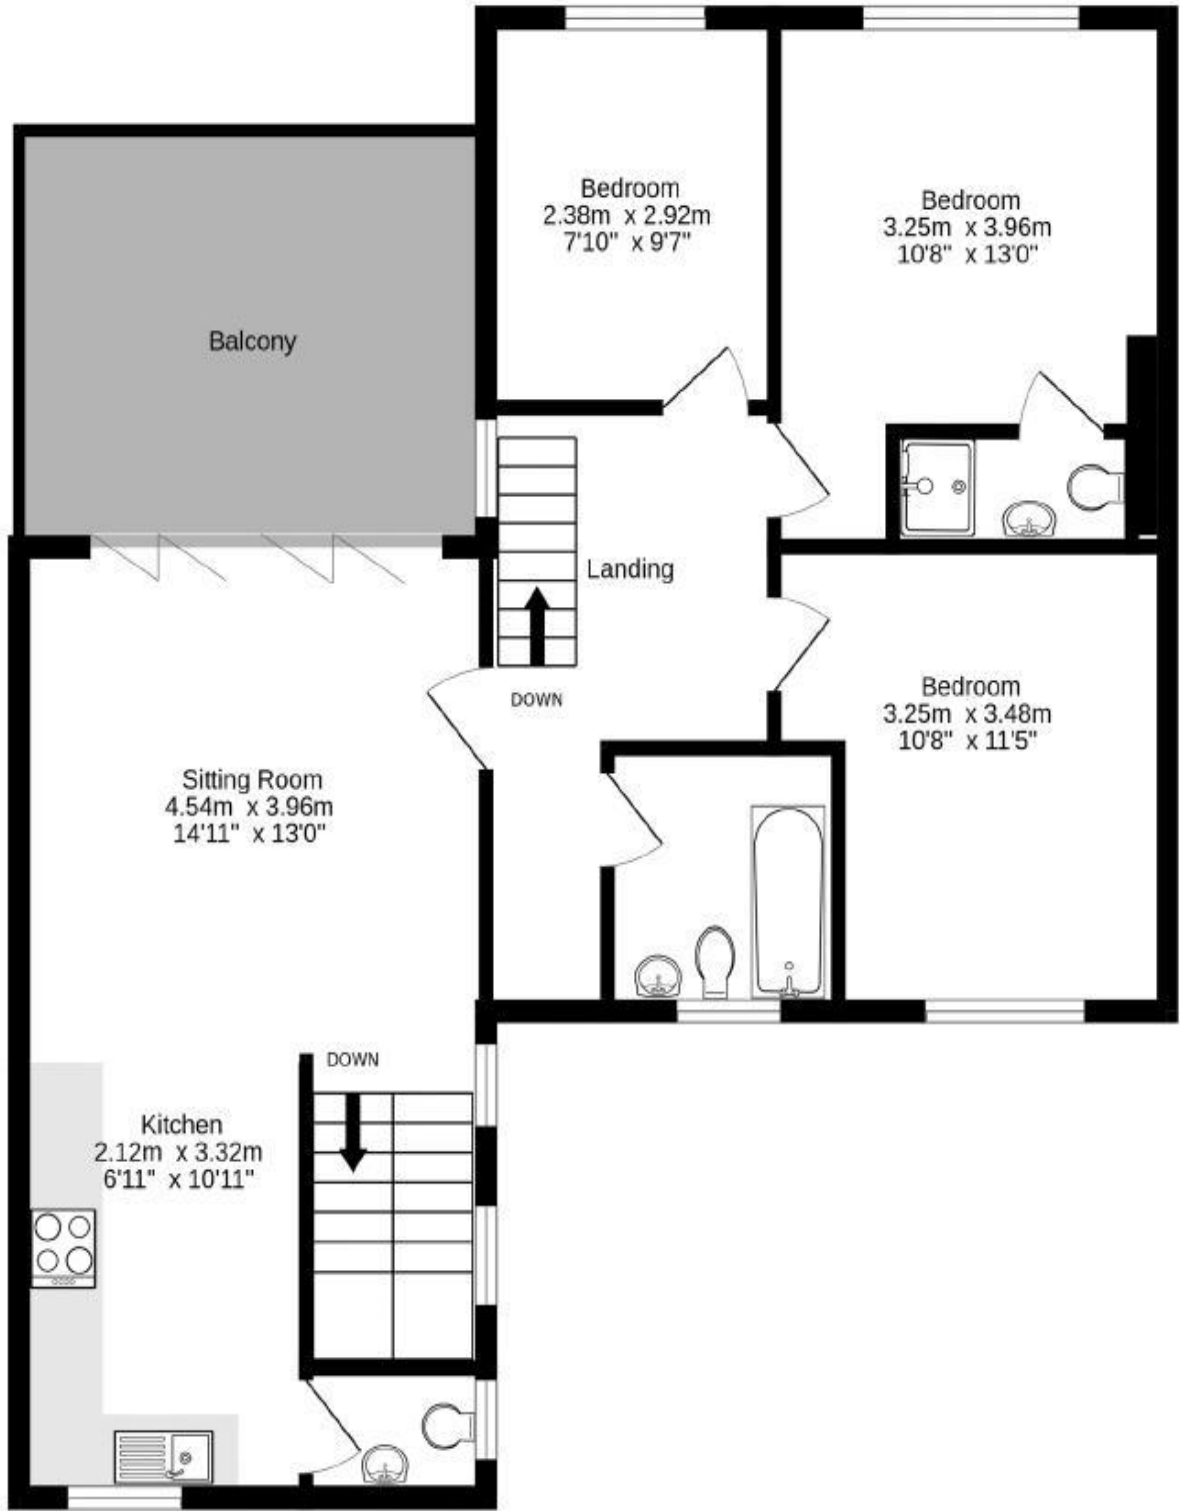 Bedroom
2.38m x 2.92m
7'10" x 9'7"
Bedroom
3.25m x 3.96m
10'8" x 13'0"
Balcony
Landing
DOWN
Bedroom
3.25m x 3.48m
10'8" x 11'5"
Sitting Room
4.54m x 3.96m
14'11" x 13'0"
DOWN
Kitchen
2.12m x 3.32m
6'11" x 10'11"